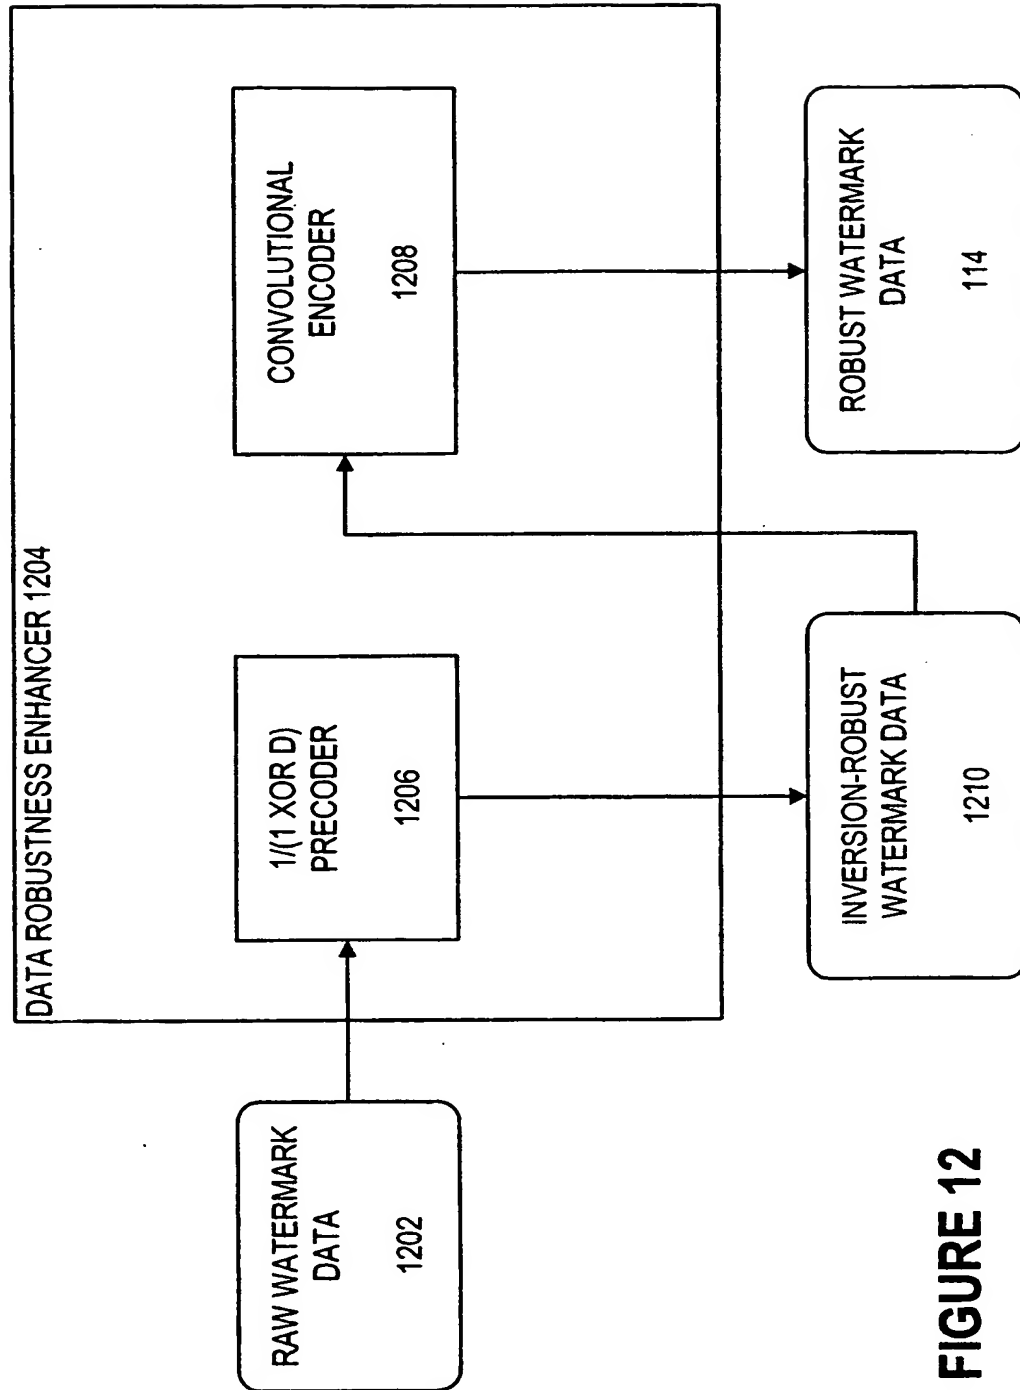 DATA ROBUSTNESS ENHANCER 1204
RAW WATERMARK
DATA
1202
1/(1 XOR D)
PRECODER
1206
CONVOLUTIONAL
ENCODER
1208
INVERSION-ROBUST
WATERMARK DATA
1210
ROBUST WATERMARK
DATA
114
FIGURE 12